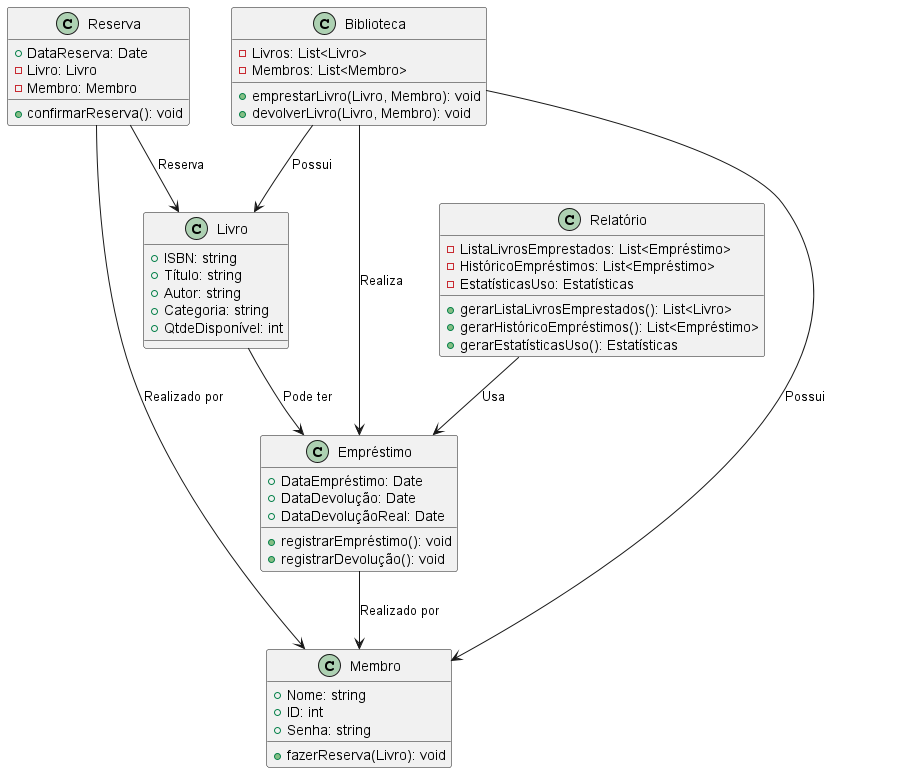 Reserva
DataReserva: Date
Livro: Livro
Membro: Membro
confirmarReserva(): void
Biblioteca
Livros: List<Livro>
Membros: List<Membro>
emprestarLivro(Livro, Membro): void
devolverLivro(Livro, Membro): void
Reserva
Possui
Livro
ISBN: string
Título: string
Autor: string
Categoria: string
QtdeDisponível: int
Realiza
Relatório
ListaLivrosEmprestados: List<Empréstimo>
HistóricoEmpréstimos: List<Empréstimo>
EstatísticasUso: Estatísticas
gerarListaLivrosEmprestados(): List<Livro>
gerarHistóricoEmpréstimos(): List<Empréstimo>
gerarEstatísticasUso(): Estatísticas
Realizado por
Pode ter
Usa
Possui
Empréstimo
DataEmpréstimo: Date
DataDevolução: Date
DataDevoluçãoReal: Date
registrarEmpréstimo(): void
registrarDevolução(): void
Realizado por
Membro
Nome: string
ID: int
Senha: string
fazerReserva(Livro): void